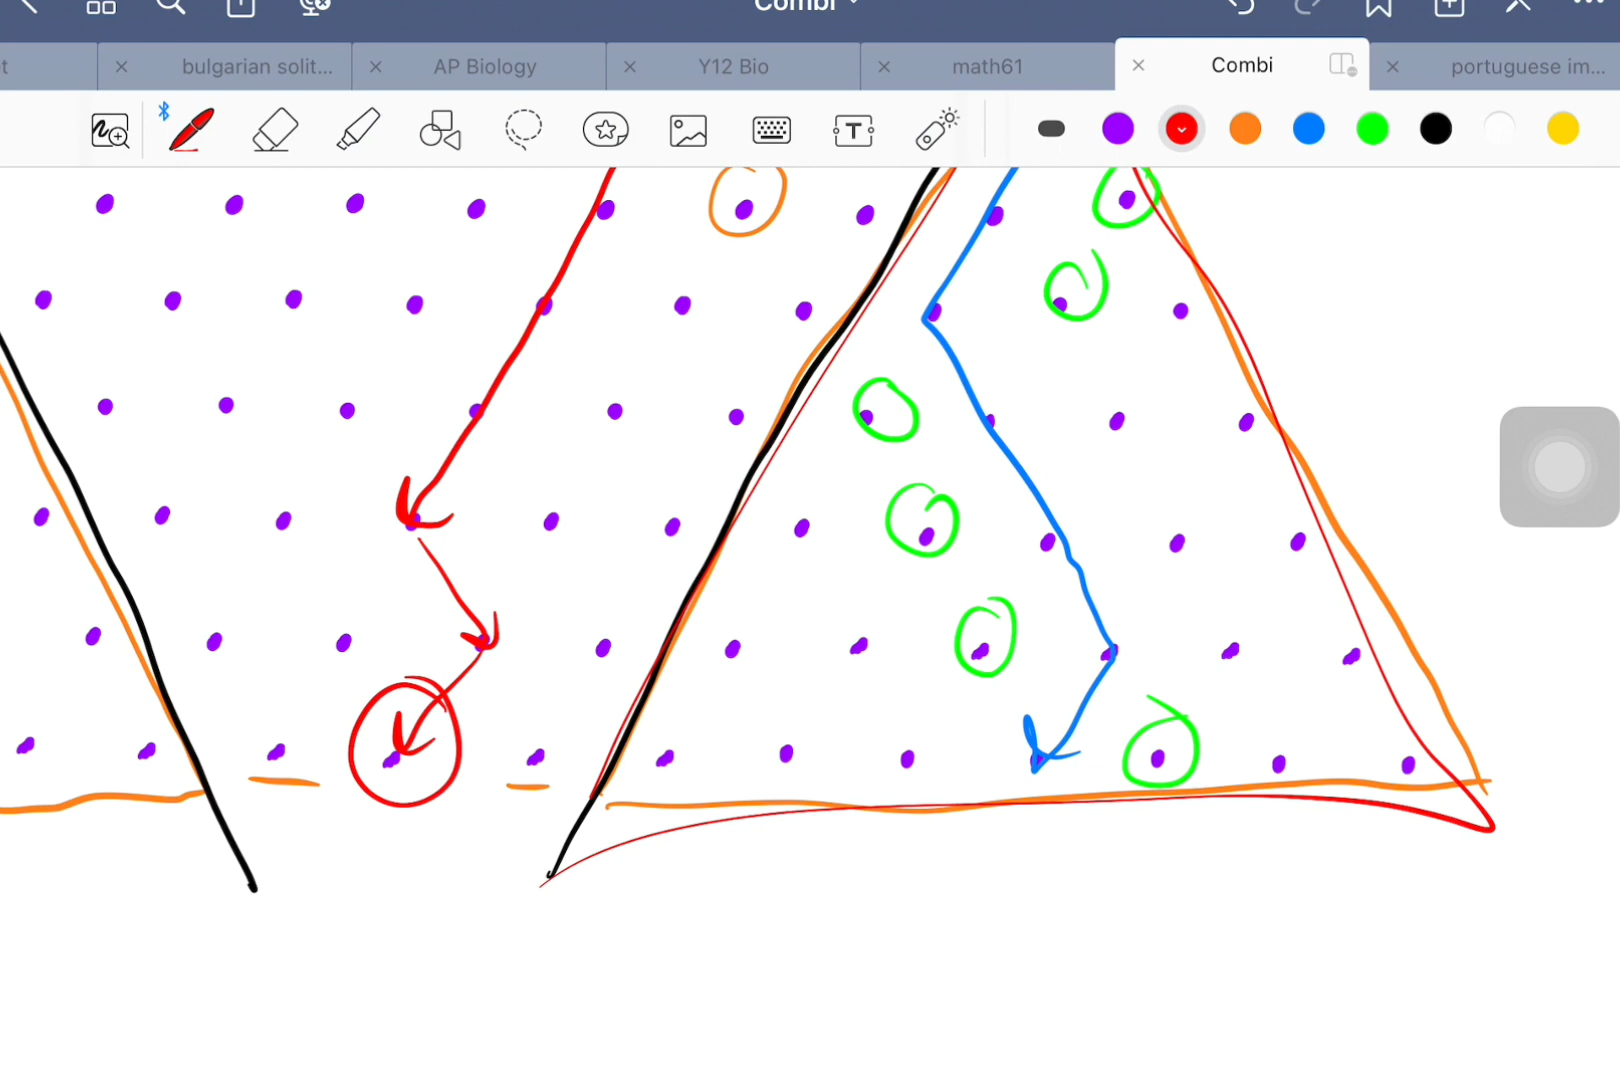 Combi
t
bulgarian solit...
AP Biology
Y12 Bio
math61
Combi
portuguese im...
T